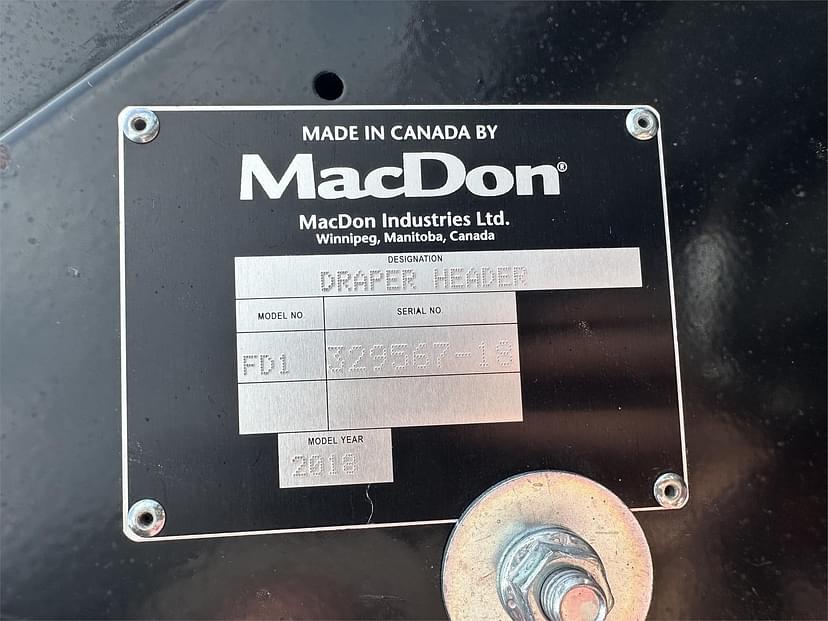 MADE IN CANADA BY
MacDon®
MacDon Industries Ltd.
Winnipeg, Manitoba, Canada
DESIGNATION
DRAPER HEADER
MODEL NO. SERIAL NO.
FD1 329567-18
MODEL YEAR
2018